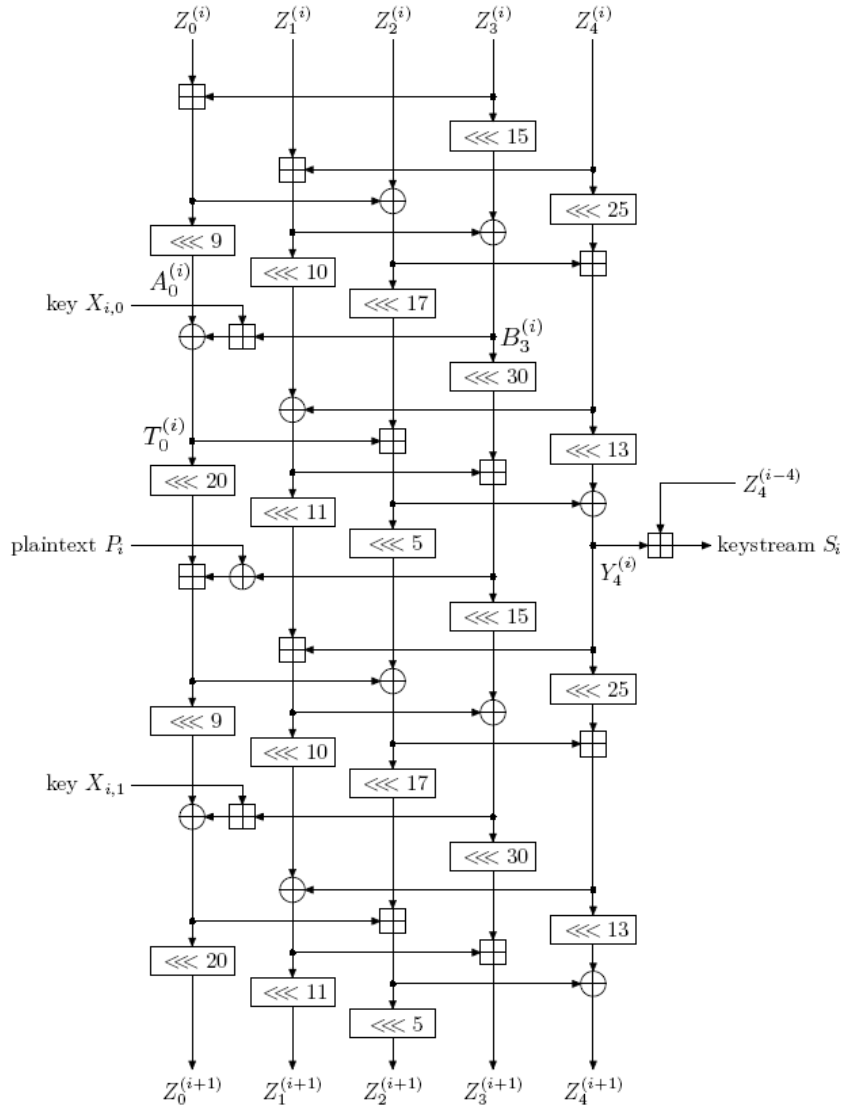 Z_0^{(i)} Z_1^{(i)} Z_2^{(i)} Z_3^{(i)} Z_4^{(i)}
<<< 15
<<< 25
<<< 9
<<< 10
A_0^{(i)}
<<< 17
key X_{i,0}
B_3^{(i)}
<<< 30
T_0^{(i)}
<<< 13
<<< 20
Z_4^{(i-4)}
<<< 11
<<< 5
plaintext P_i
keystream S_i
Y_4^{(i)}
<<< 15
<<< 25
<<< 9
<<< 10
<<< 17
key X_{i,1}
<<< 30
<<< 13
<<< 20
<<< 11
<<< 5
Z_0^{(i+1)} Z_1^{(i+1)} Z_2^{(i+1)} Z_3^{(i+1)} Z_4^{(i+1)}